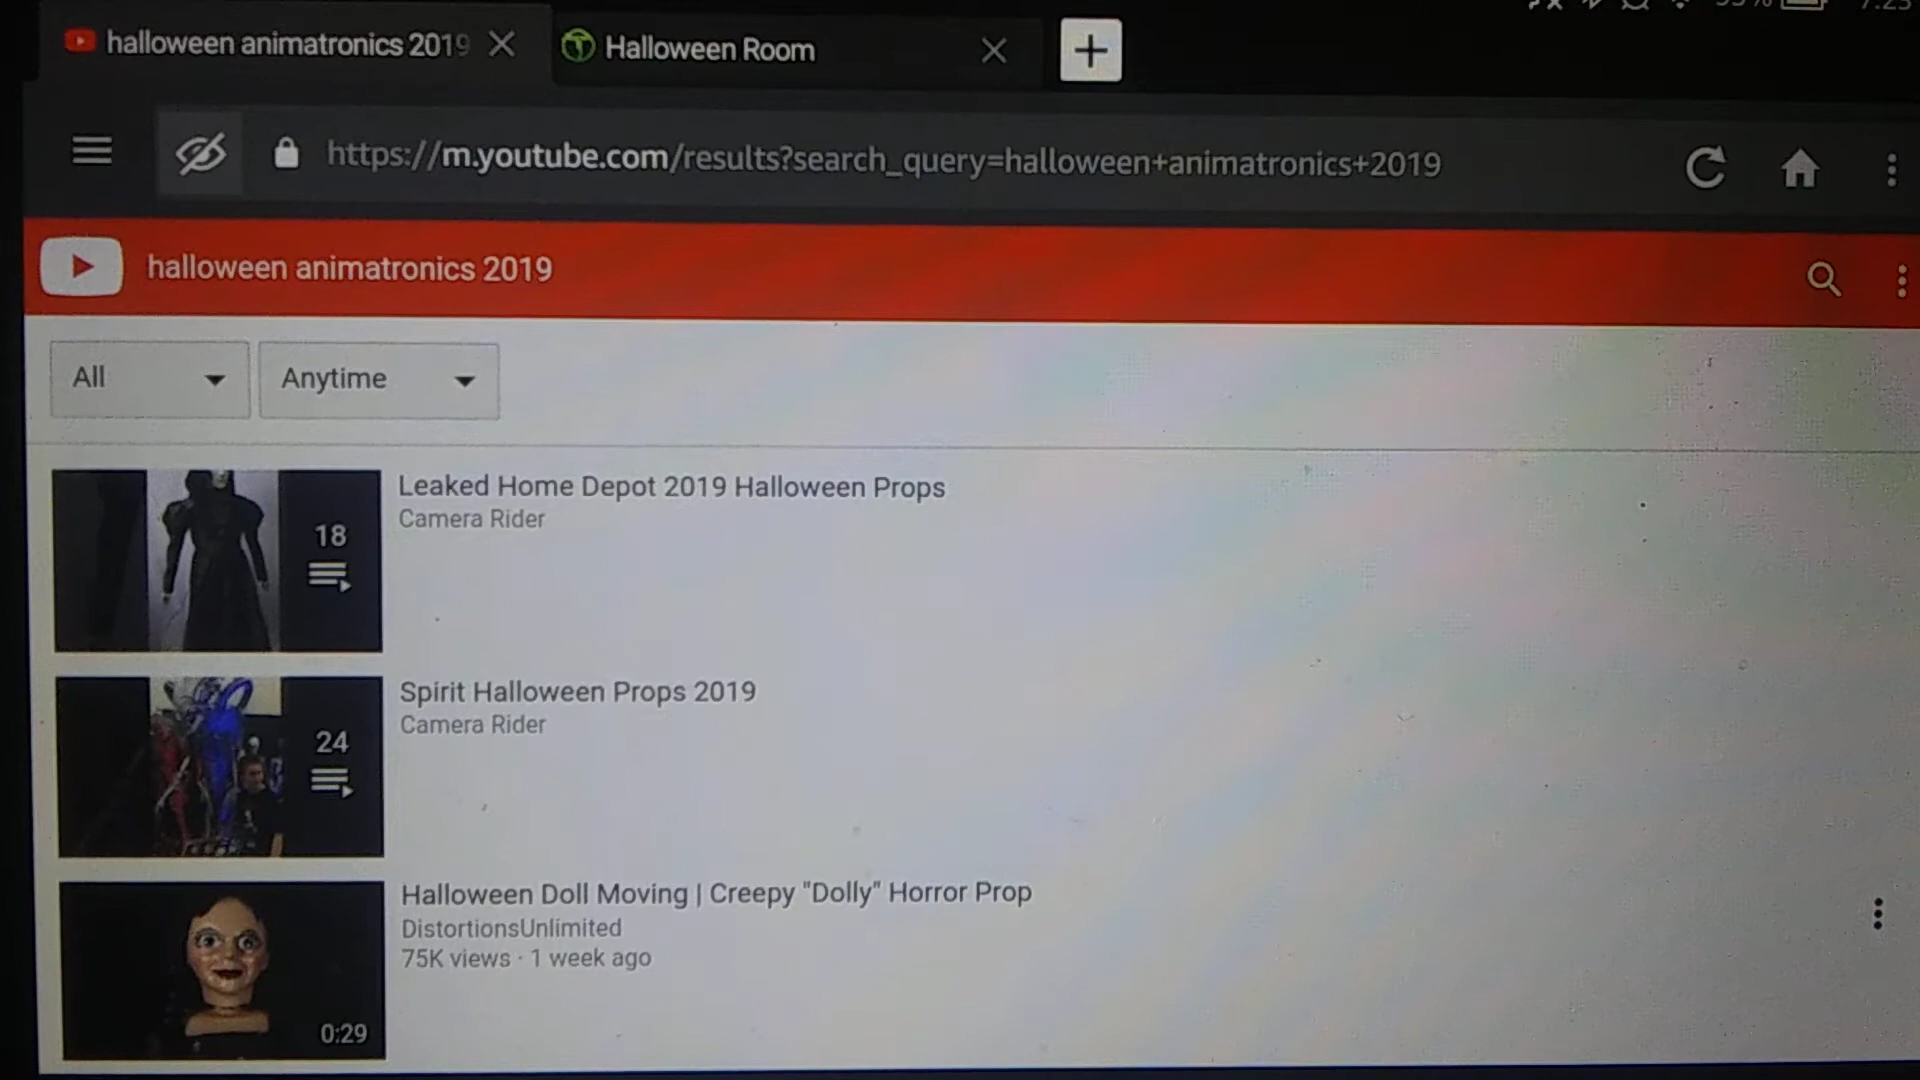 halloween animatronics 2019
Halloween Room
https://m.youtube.com/results?search_query=halloween+animatronics+2019
halloween animatronics 2019
All
Anytime
18
Leaked Home Depot 2019 Halloween Props
Camera Rider
24
Spirit Halloween Props 2019
Camera Rider
0:29
Halloween Doll Moving | Creepy "Dolly" Horror Prop
DistortionsUnlimited
75K views · 1 week ago